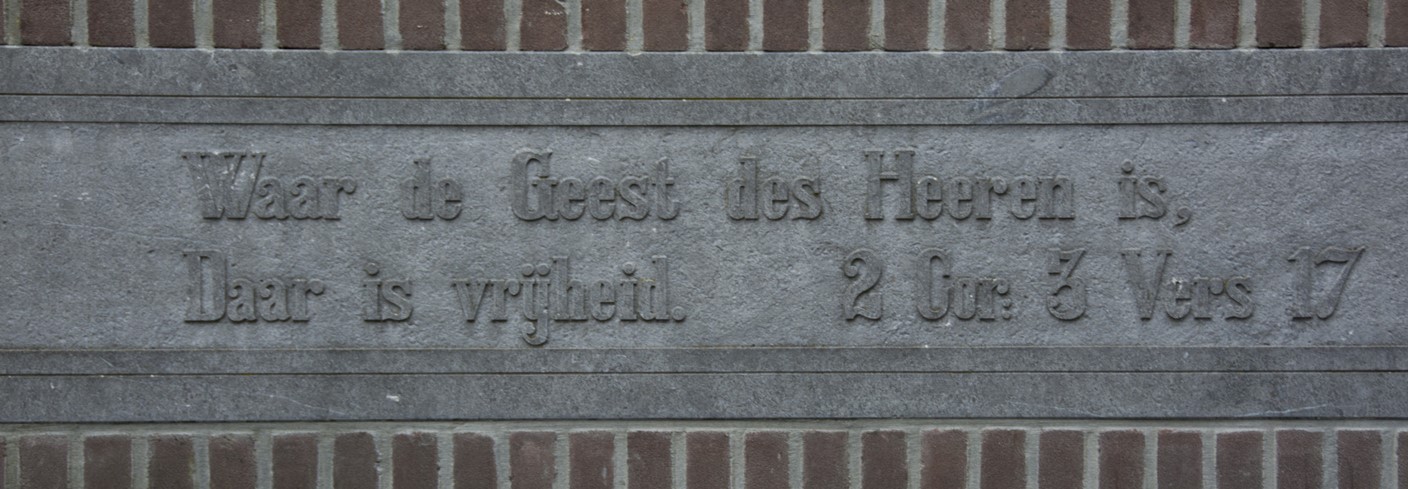 Waar de Geest des Heeren is,
Daar is vrijheid. 2 Cor: 3 Vers 17